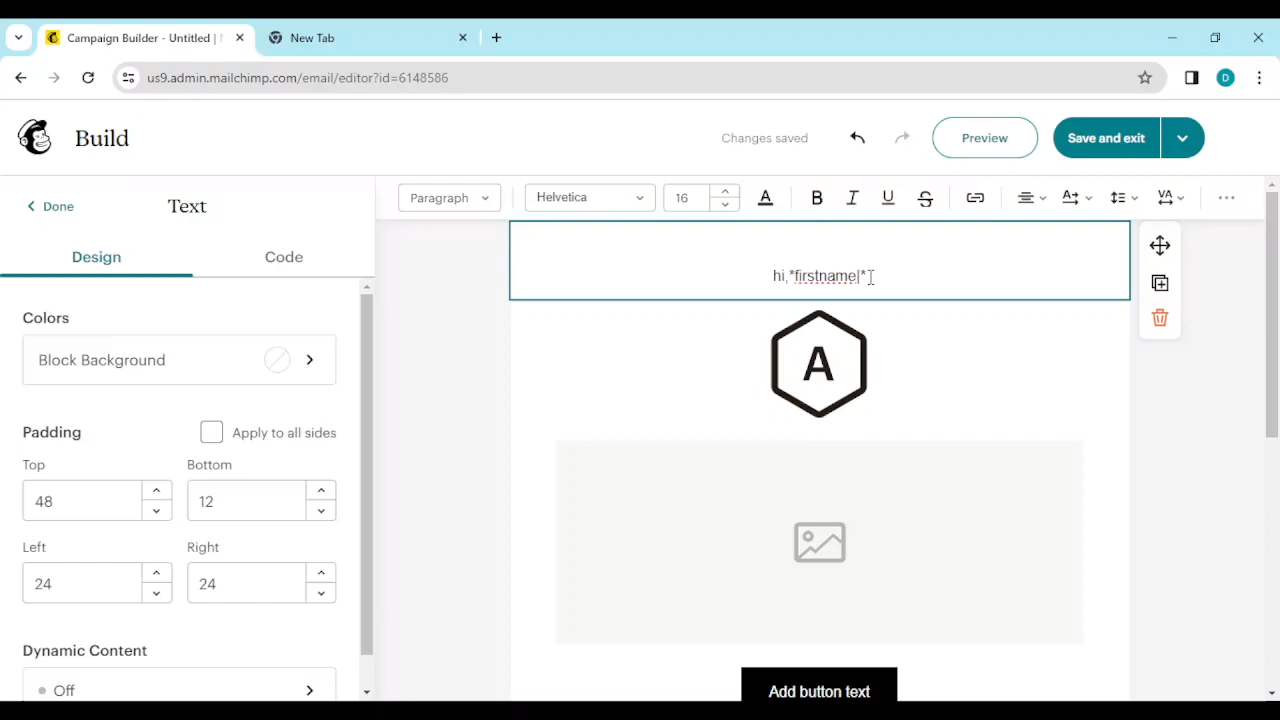 Campaign Builder - Untitled |
New Tab
us9.admin.mailchimp.com/email/editor?id=6148586
D
Build
Changes saved
Preview
Save and exit
Done
Text
Paragraph
Helvetica
16
A
B
I
U
S
A
VA
Design
Code
hi,*firstname|*
Colors
Block Background
A
Padding
Apply to all sides
Top
Bottom
48
12
Left
Right
24
24
Dynamic Content
Off
Add button text